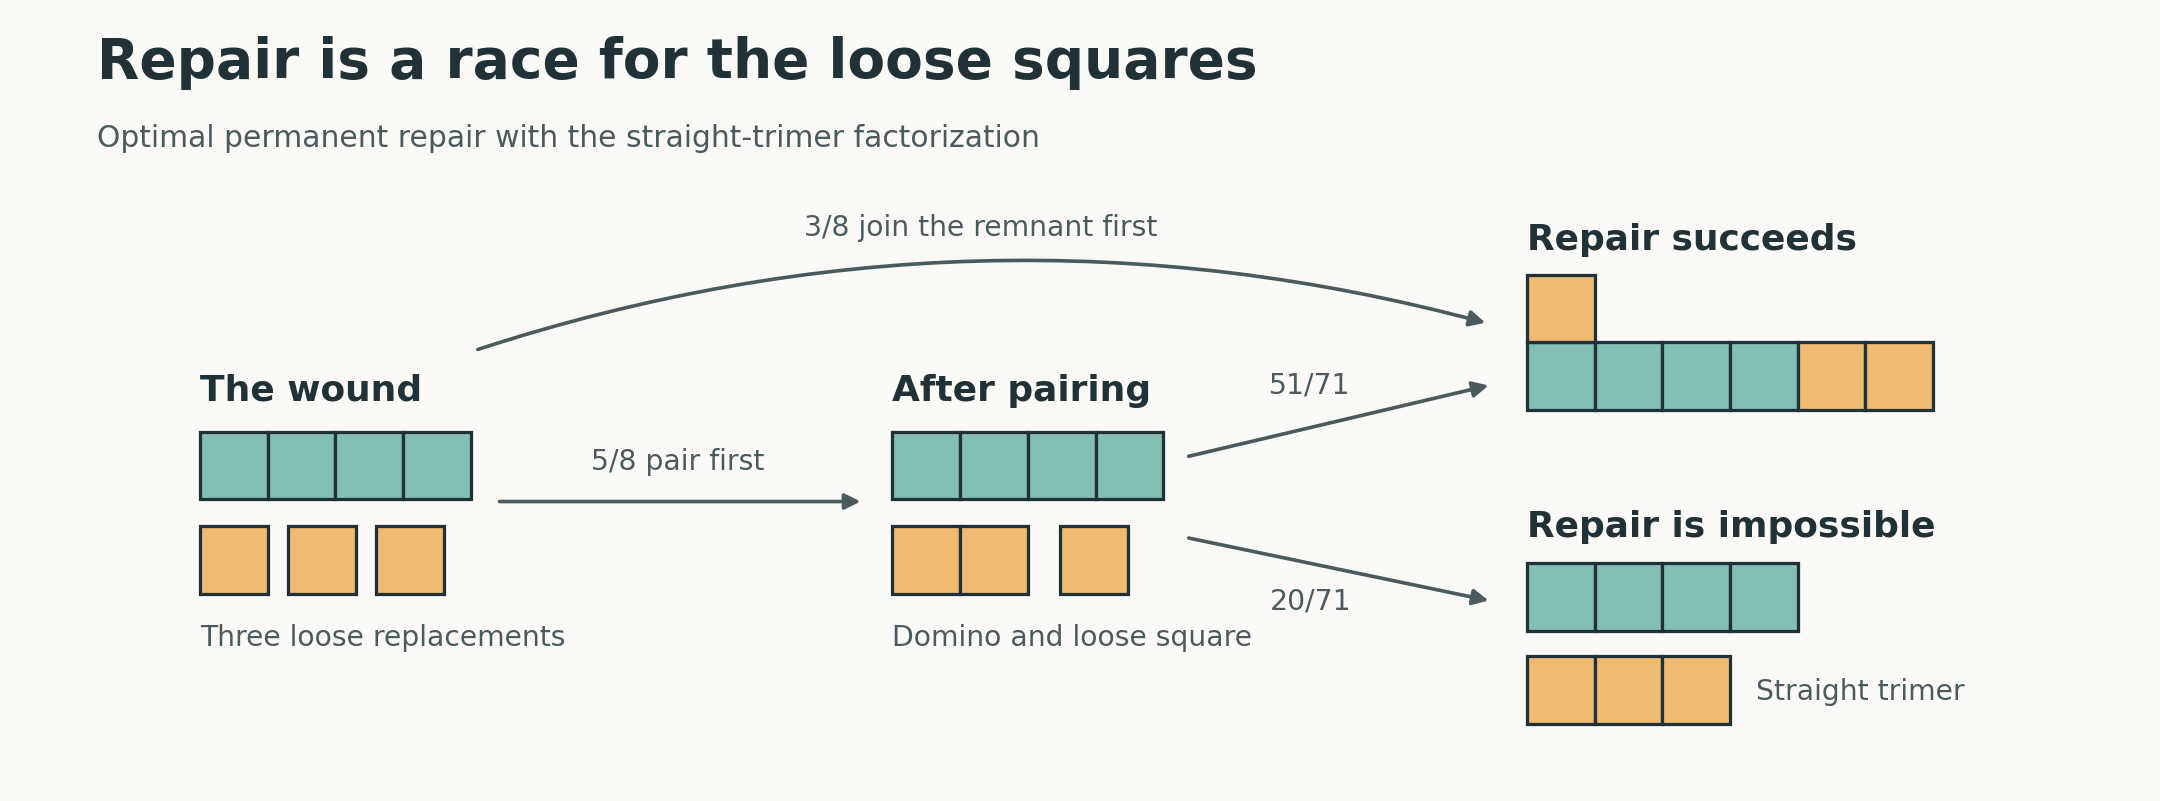 Repair is a race for the loose squares
Optimal permanent repair with the straight-trimer factorization
3/8 join the remnant first
Repair succeeds
The wound
5/8 pair first
Three loose replacements
After pairing
Domino and loose square
51/71
20/71
Repair is impossible
Straight trimer